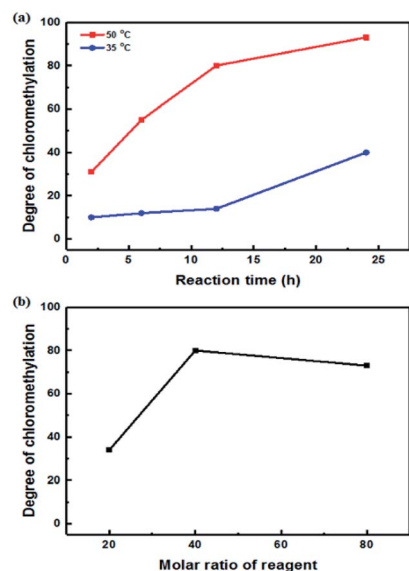 (a)
100
80
60
40
20
0
50 °C
35 °C
Degree of chloromethylation
0 5 10 15 20 25
Reaction time (h)
(b)
100
80
60
40
20
0
Degree of chloromethylation
20 40 60 80
Molar ratio of reagent